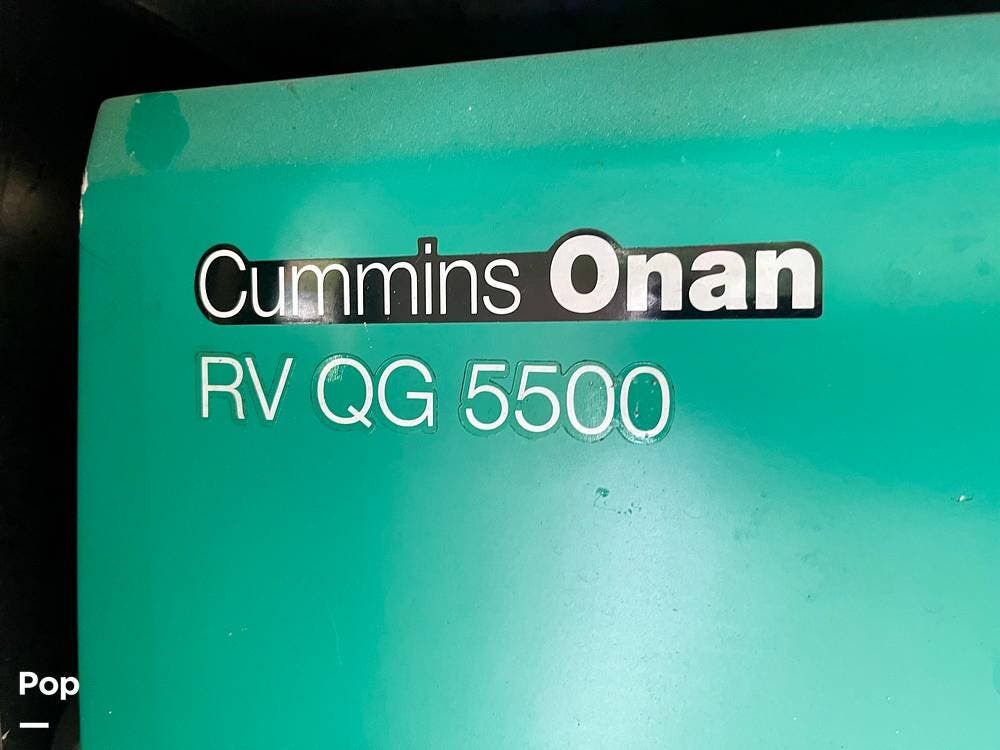 Cummins Onan
RV QG 5500
Pop